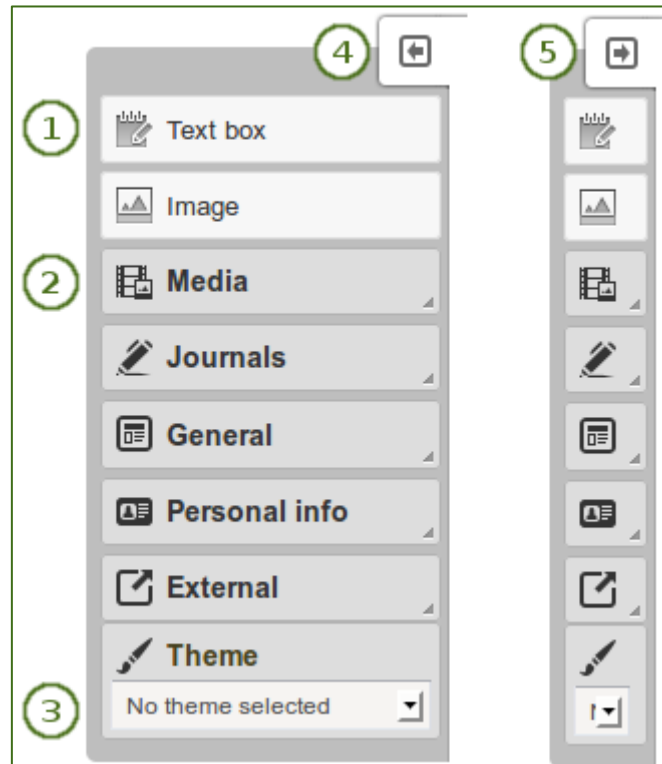 4
5
1
Text box
Image
2
Media
Journals
General
Personal info
External
Theme
3
No theme selected